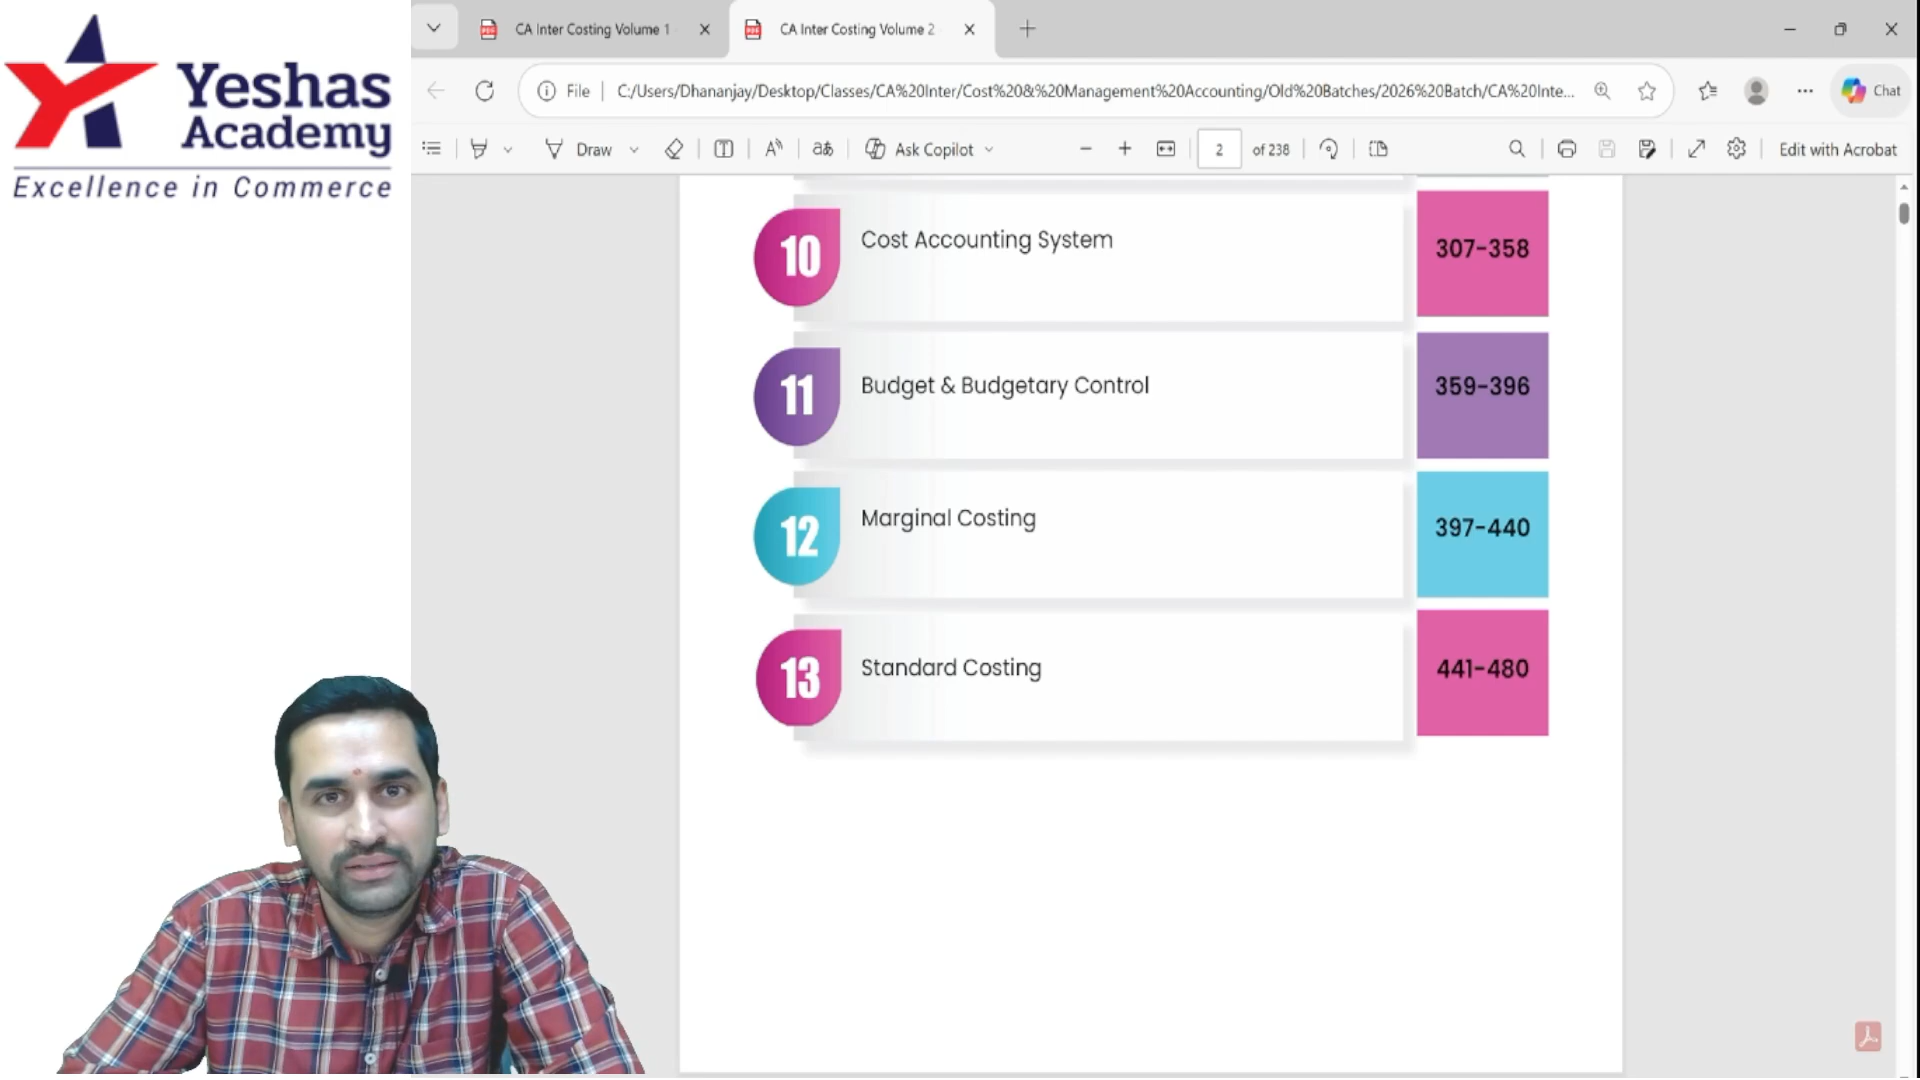 Yeshas
Academy
Excellence in Commerce
CA Inter Costing Volume 1
CA Inter Costing Volume 2
File
C:/Users/Dhananjay/Desktop/Classes/CA%20Inter/Cost%20&%20Management%20Accounting/Old%20Batches/2026%20Batch/CA%20Inte...
Chat
Draw
Ask Copilot
2 of 238
Edit with Acrobat
10 Cost Accounting System 307-358
11 Budget & Budgetary Control 359-396
12 Marginal Costing 397-440
13 Standard Costing 441-480